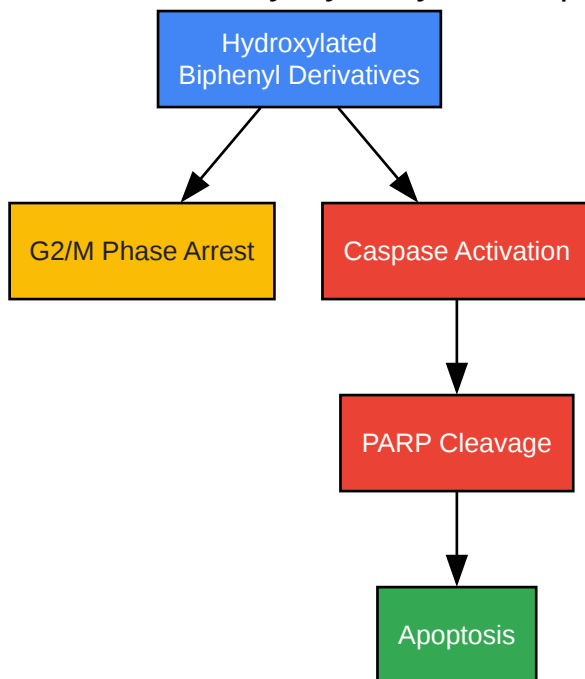 Hydroxylated
Biphenyl Derivatives
G2/M Phase Arrest
Caspase Activation
PARP Cleavage
Apoptosis